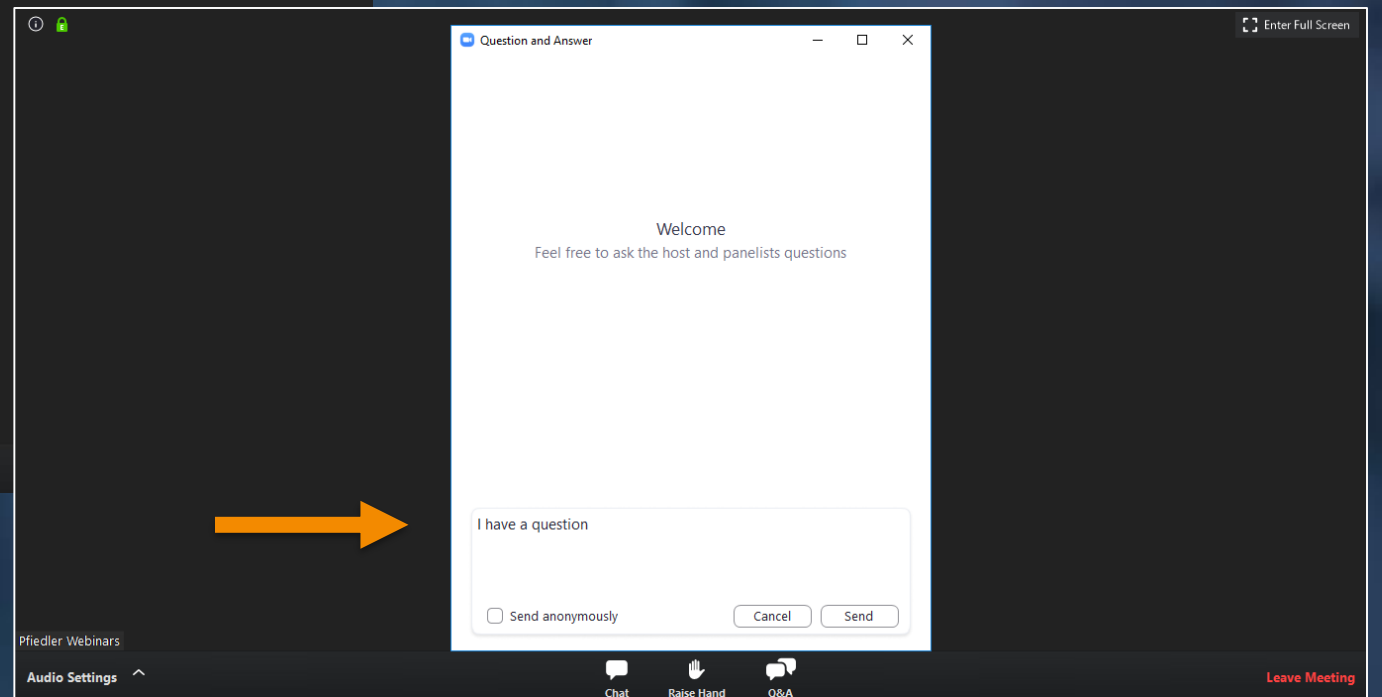 Enter Full Screen
Question and Answer
Welcome
Feel free to ask the host and panelists questions
I have a question
Send anonymously
Cancel
Send
Pfiedler Webinars
Audio Settings
Chat
Raise Hand
Q&A
Leave Meeting